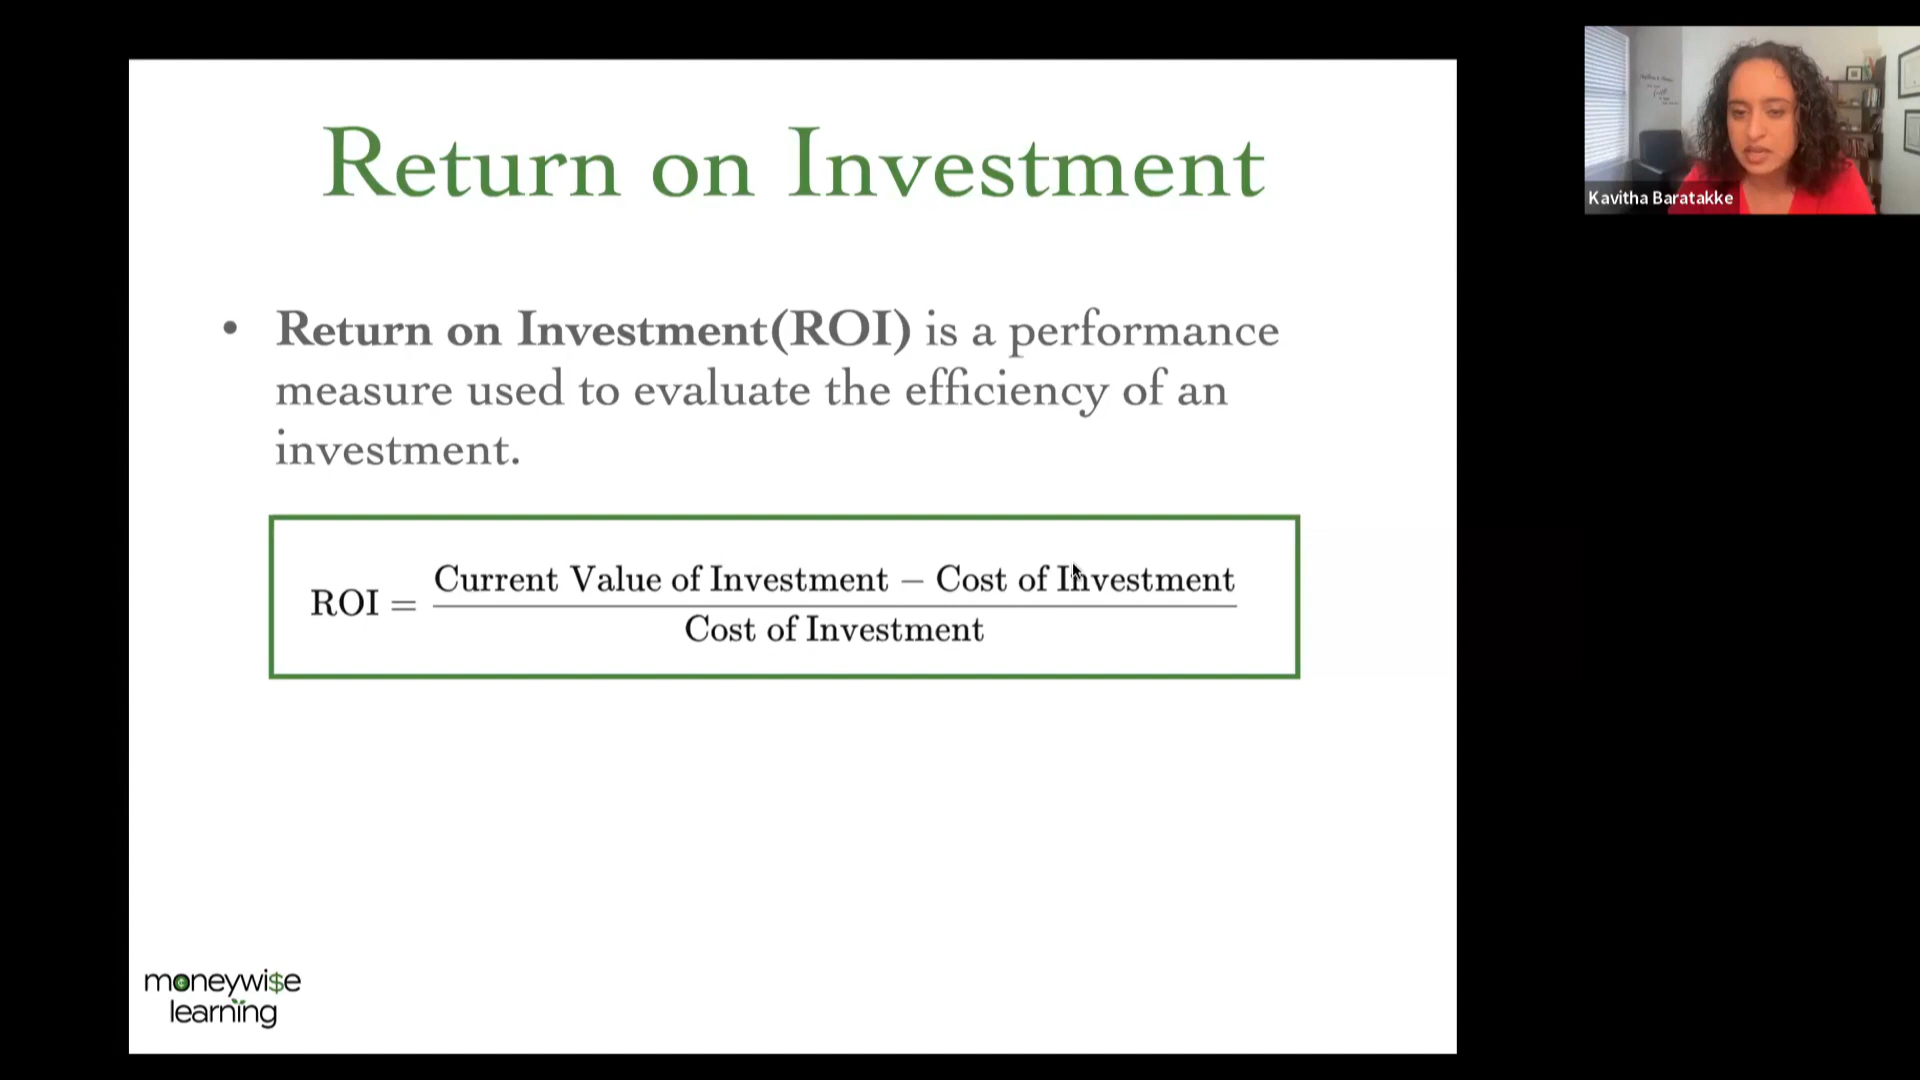 Return on Investment
• Return on Investment(ROI) is a performance
measure used to evaluate the efficiency of an
investment.
ROI = Current Value of Investment − Cost of Investment
Cost of Investment
moneywi$e
learning
Kavitha Baratakke